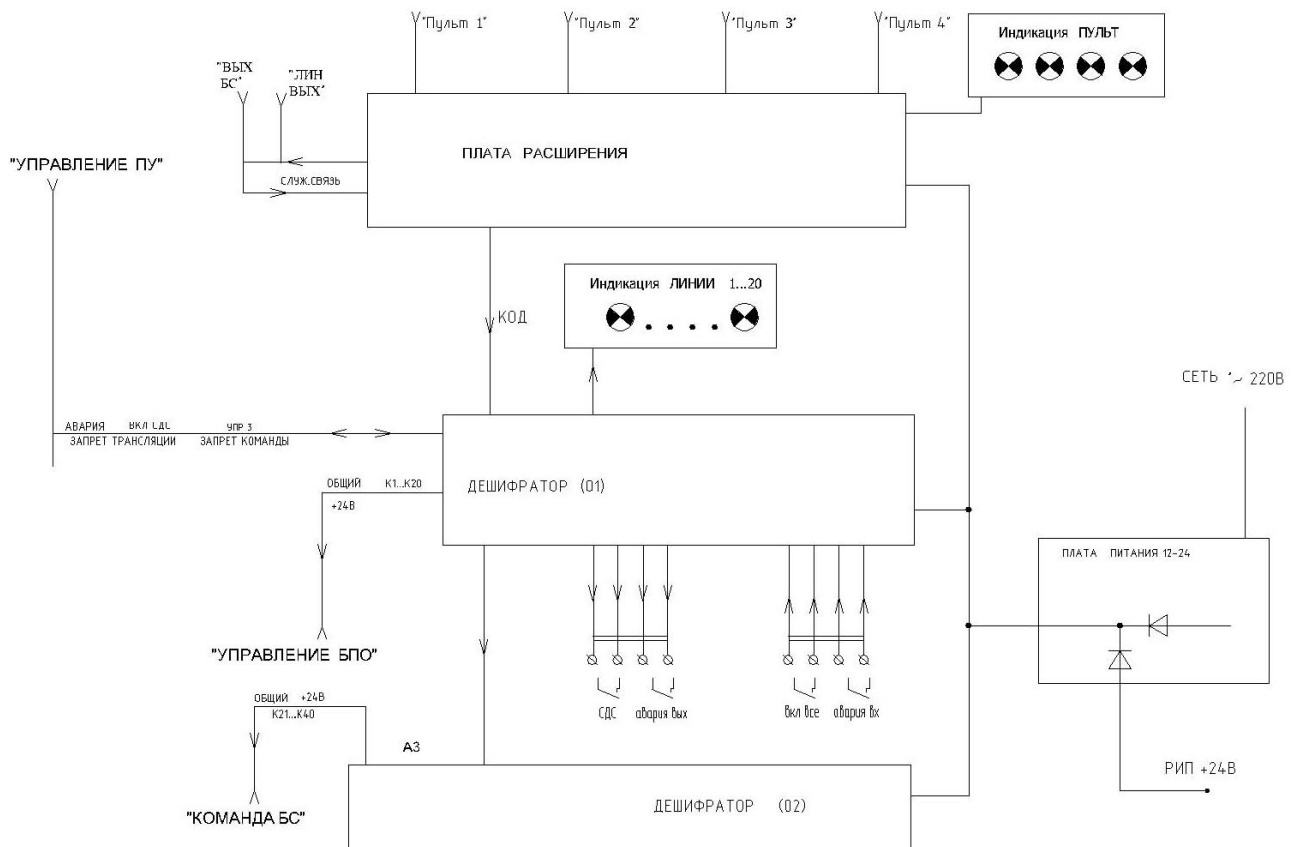 "Пульт 1"
"Пульт 2"
"Пульт 3"
"Пульт 4"
Индикация ПУЛЬТ
"ВЫХ
БС"
"ЛИН
ВЫХ"
ПЛАТА РАСШИРЕНИЯ
"УПРАВЛЕНИЕ ПУ"
СЛУЖ.СВЯЗЬ
Индикация ЛИНИИ 1...20
КОД
СЕТЬ ~ 220В
АВАРИЯ ВКЛ СДС УПР 3
ЗАПРЕТ ТРАНСЛЯЦИИ ЗАПРЕТ КОМАНДЫ
ДЕШИФРАТОР (01)
ОБЩИЙ К1...К20
+24В
ПЛАТА ПИТАНИЯ 12-24
"УПРАВЛЕНИЕ БПО"
СДС
авария вых
вкл все
авария вх
ОБЩИЙ +24В
К21...К40
А3
РИП +24В
"КОМАНДА БС"
ДЕШИФРАТОР (02)